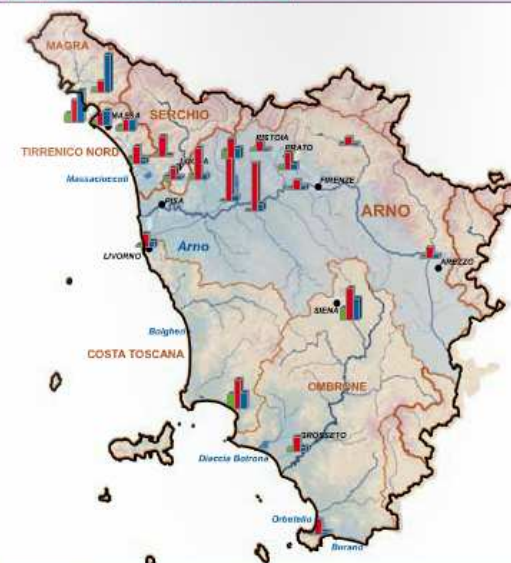 MAGRA
MASSA
SERCHIO
TIRRENICO NORD
PISTOIA
PRATO
LUCCA
Massaciuccoli
FIRENZE
PISA
ARNO
Arno
LIVORNO
AREZZO
SIENA
Bolgheri
COSTA TOSCANA
OMBRONE
GROSSETO
Diaccia Botrona
Orbetello
Burano